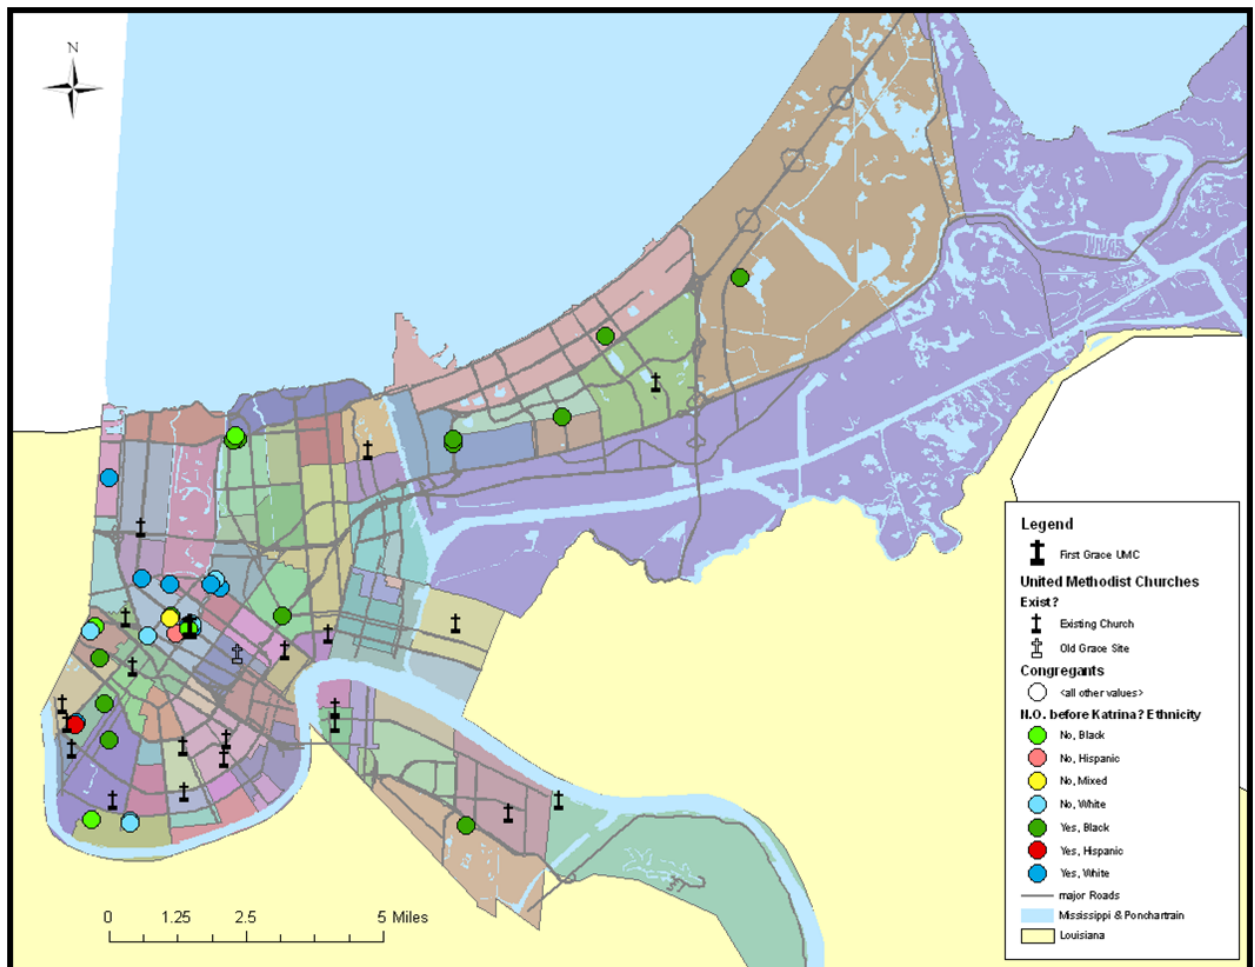 N
Legend
First Grace UMC
United Methodist Churches
Exist?
Existing Church
Old Grace Site
Congregants
<all other values>
N.O. before Katrina? Ethnicity
No, Black
No, Hispanic
No, Mixed
No, White
Yes, Black
Yes, Hispanic
Yes, White
major Roads
Mississippi & Ponchartrain
Louisiana
0 1.25 2.5 5 Miles